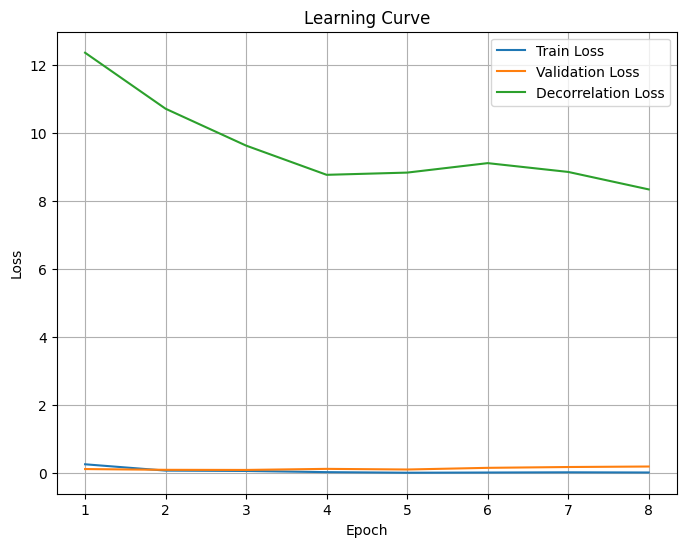 Learning Curve
Train Loss
Validation Loss
Decorrelation Loss
12
10
8
6
4
2
0
Loss
1 2 3 4 5 6 7 8
Epoch